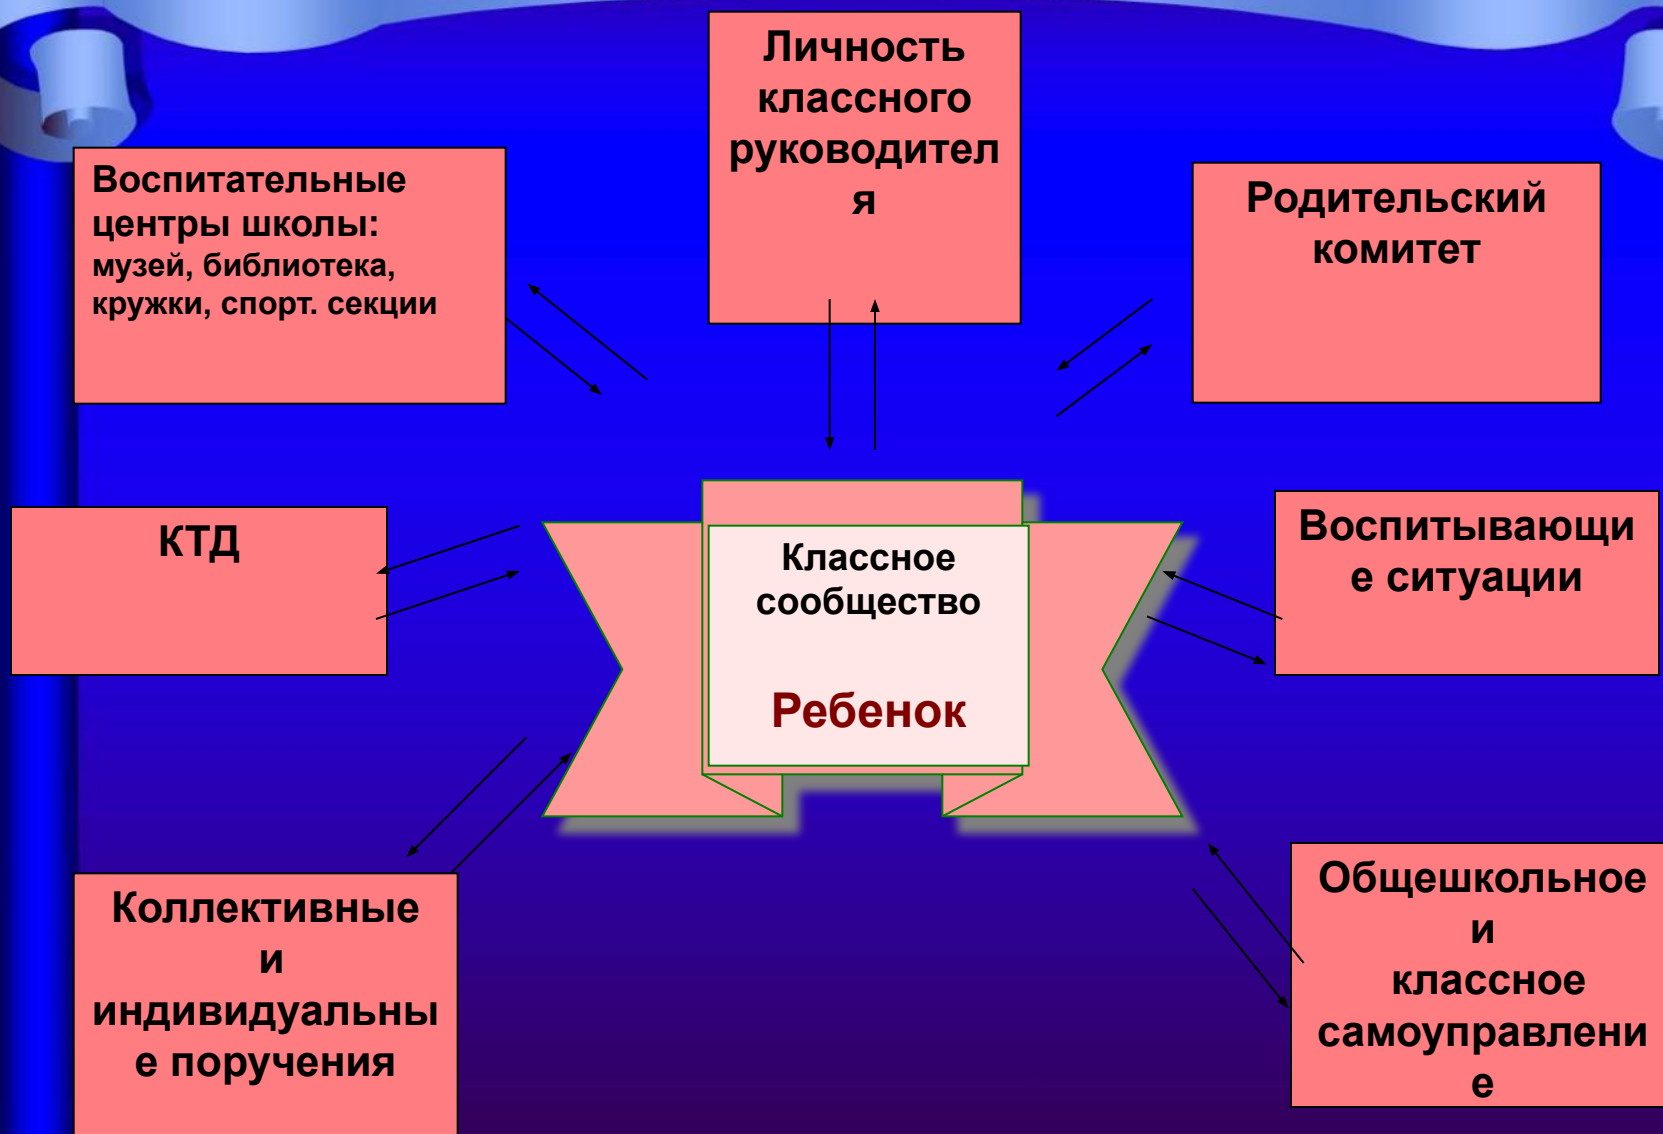 Личность
классного
руководител
я
Воспитательные
центры школы:
музей, библиотека,
кружки, спорт. секции
Родительский
комитет
КТД
Классное
сообщество
Ребенок
Воспитывающи
е ситуации
Коллективные
и
индивидуальны
е поручения
Общешкольное
и
классное
самоуправлени
е